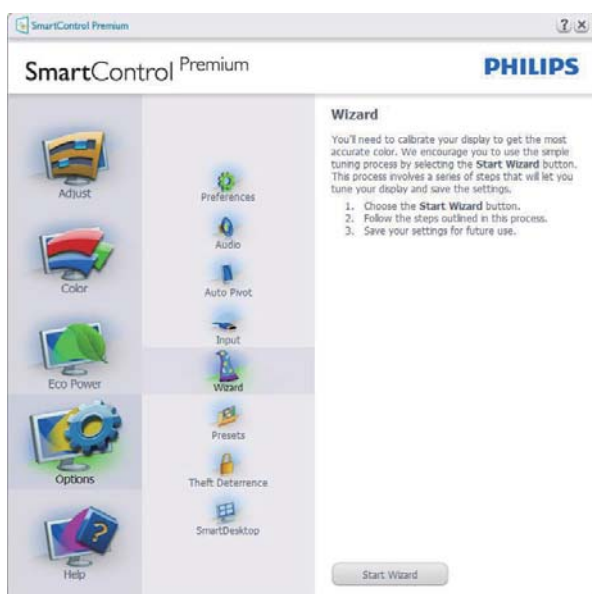 SmartControl Premium
? x
SmartControl Premium
PHILIPS
Adjust
Color
Eco Power
Options
Help
Preferences
Audio
Auto Pivot
Input
Wizard
Presets
Theft Deterrence
SmartDesktop
Wizard
You'll need to calibrate your display to get the most
accurate color. We encourage you to use the simple
tuning process by selecting the Start Wizard button.
This process involves a series of steps that will let you
tune your display and save the settings.
1. Choose the Start Wizard button.
2. Follow the steps outlined in this process.
3. Save your settings for future use.
Start Wizard